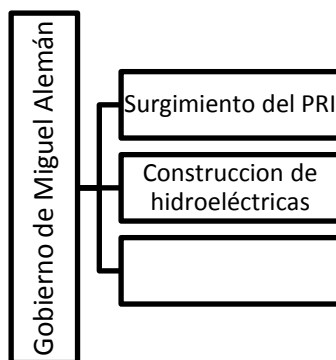 Gobierno de Miguel Alemán
Surgimiento del PRI
Construccion de
hidroeléctricas